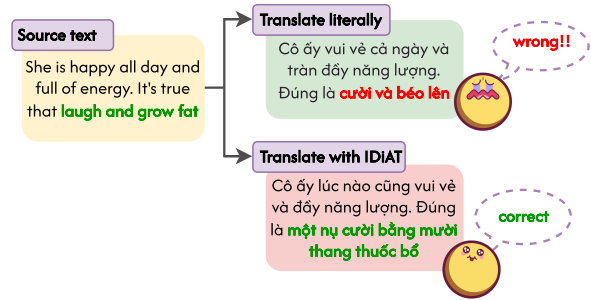 Source text
She is happy all day and
full of energy. It's true
that laugh and grow fat
Translate literally
Cô ấy vui vẻ cả ngày và
tràn đầy năng lượng.
Đúng là cười và béo lên
wrong!!
Translate with IDiAT
Cô ấy lúc nào cũng vui vẻ
và đầy năng lượng. Đúng
là một nụ cười bằng mười
thang thuốc bổ
correct